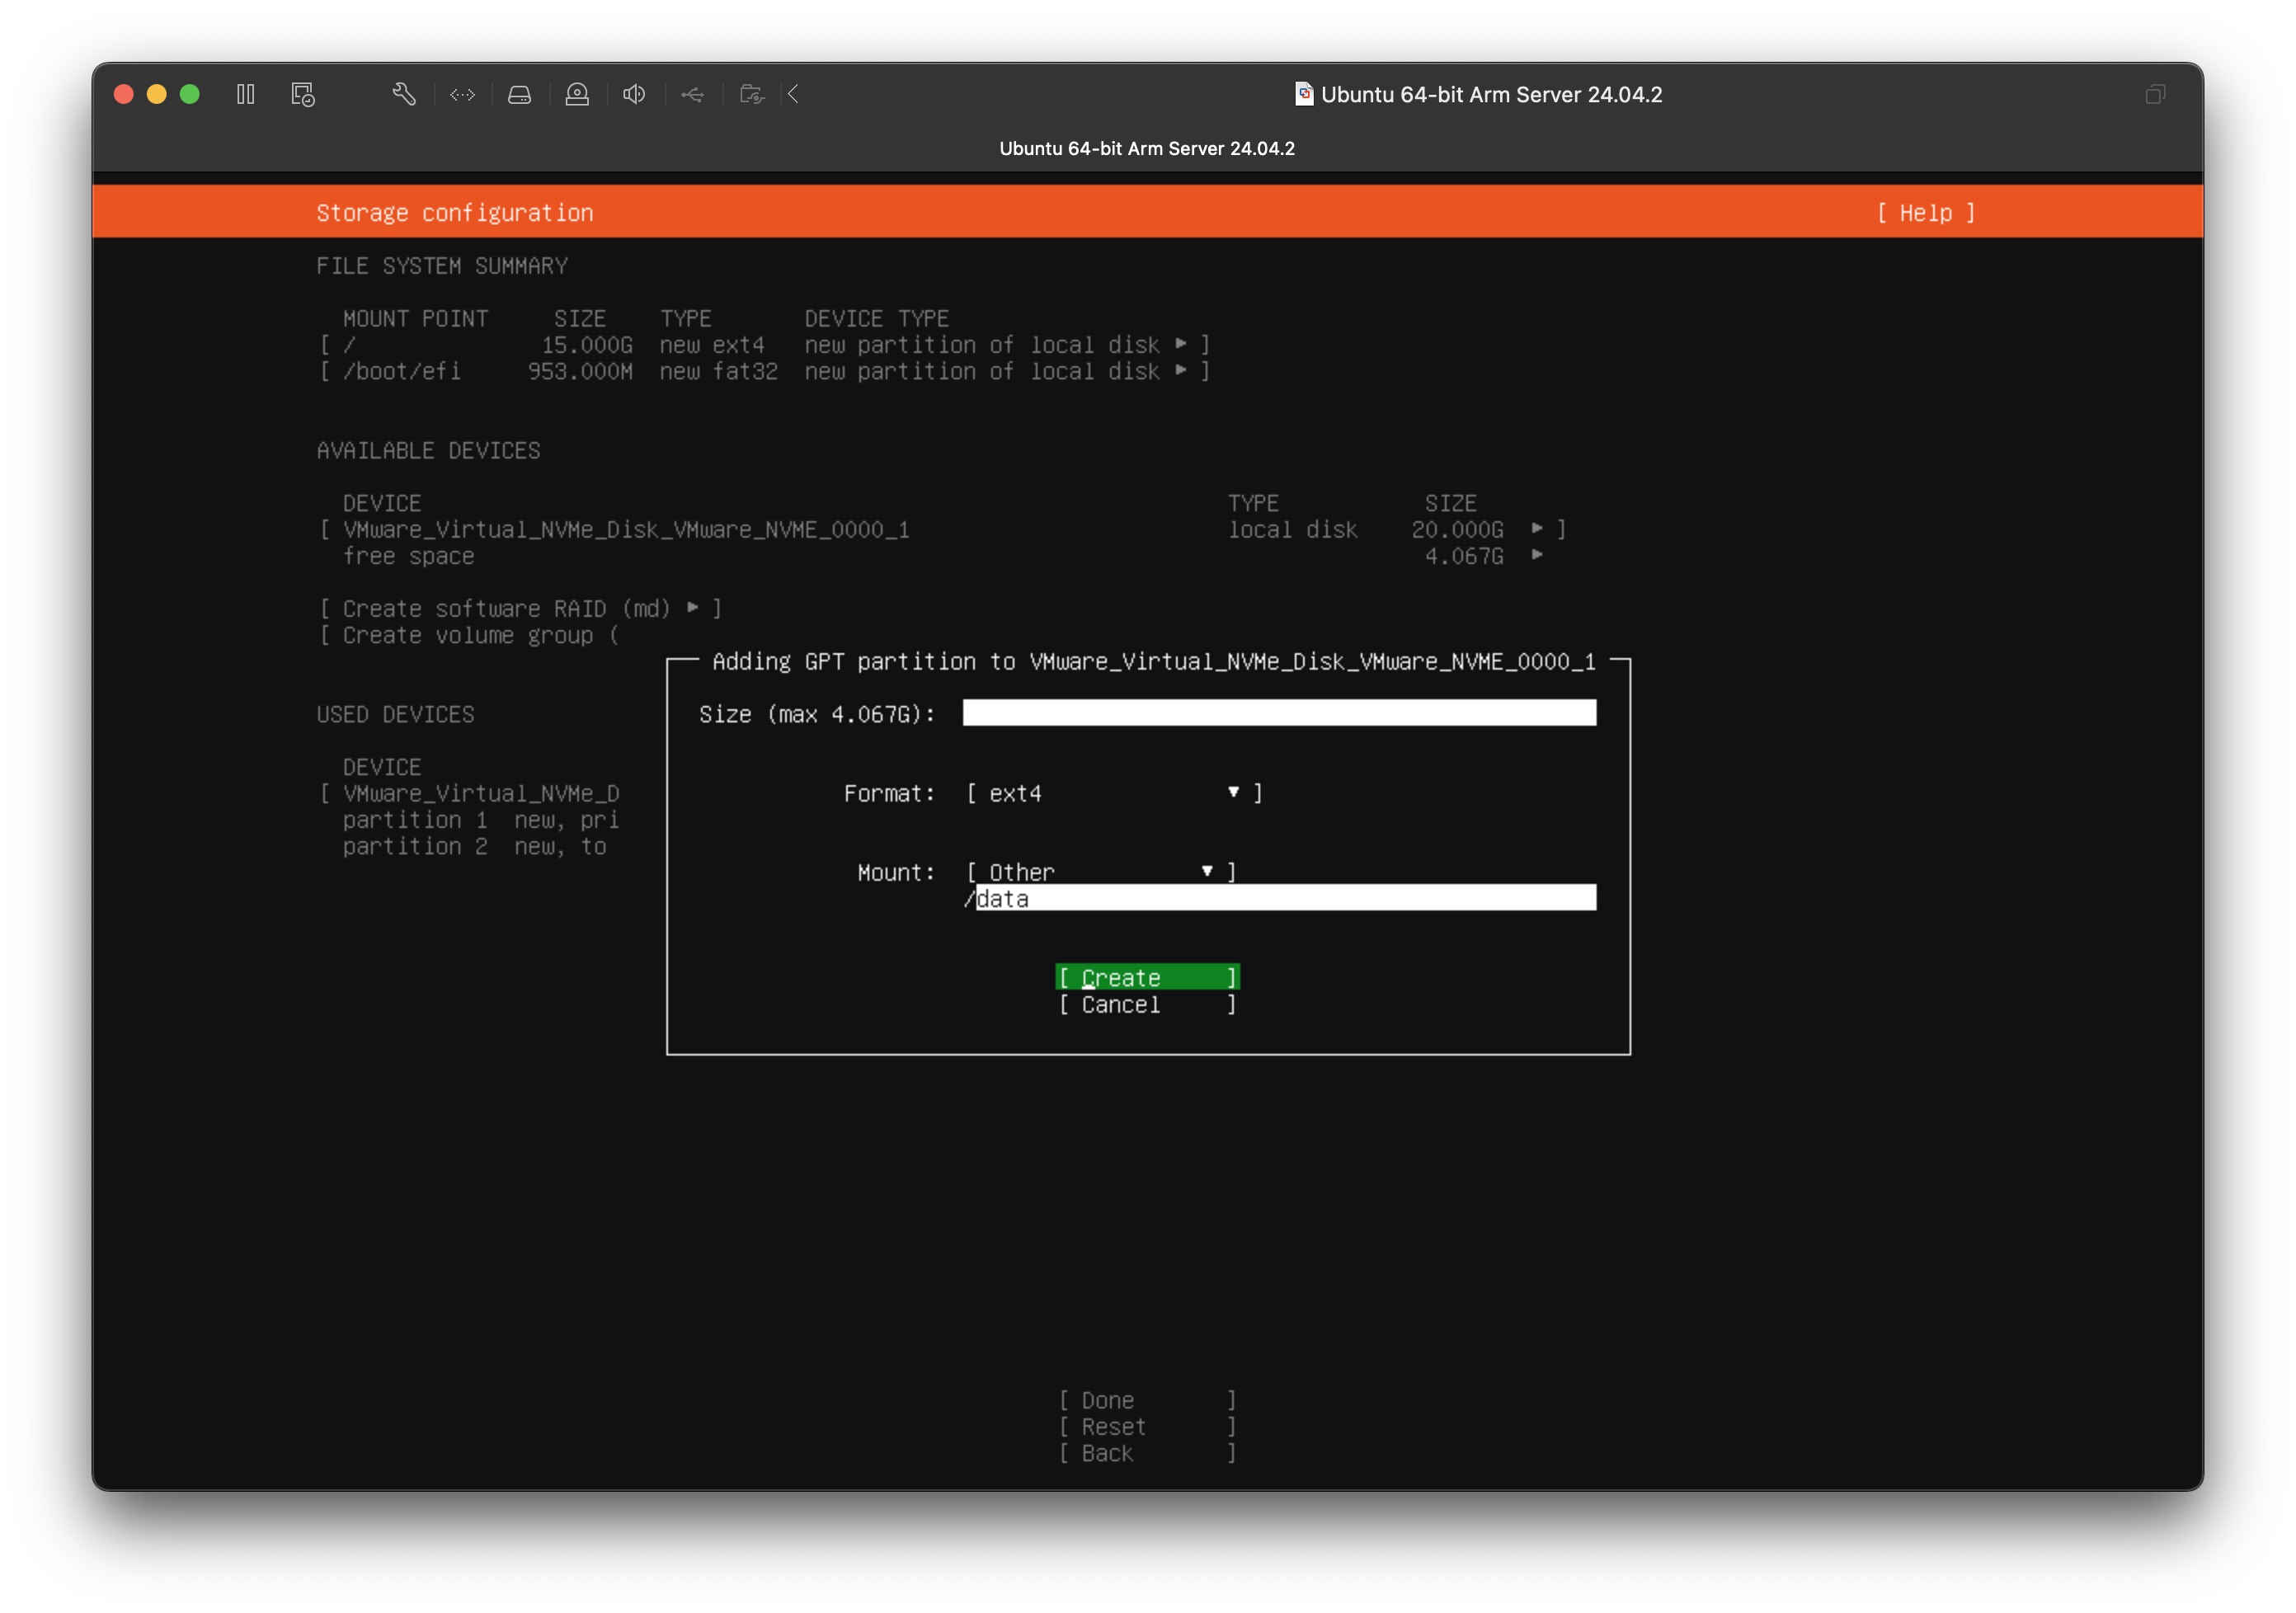 Ubuntu 64-bit Arm Server 24.04.2
Ubuntu 64-bit Arm Server 24.04.2
Storage configuration [ Help ]
FILE SYSTEM SUMMARY
MOUNT POINT SIZE TYPE DEVICE TYPE
[ / 15.000G new ext4 new partition of local disk ▸ ]
[ /boot/efi 953.000M new fat32 new partition of local disk ▸ ]
AVAILABLE DEVICES
DEVICE TYPE SIZE
[ VMware_Virtual_NVMe_Disk_VMware_NVME_0000_1 local disk 20.000G ▸ ]
free space 4.067G ▸
[ Create software RAID (md) ▸ ]
[ Create volume group (
Adding GPT partition to VMware_Virtual_NVMe_Disk_VMware_NVME_0000_1
Size (max 4.067G):
USED DEVICES
DEVICE
[ VMware_Virtual_NVMe_D
partition 1 new, pri
partition 2 new, to
Format: [ ext4 ▾ ]
Mount: [ Other ▾ ]
/data
[ Create ]
[ Cancel ]
[ Done ]
[ Reset ]
[ Back ]